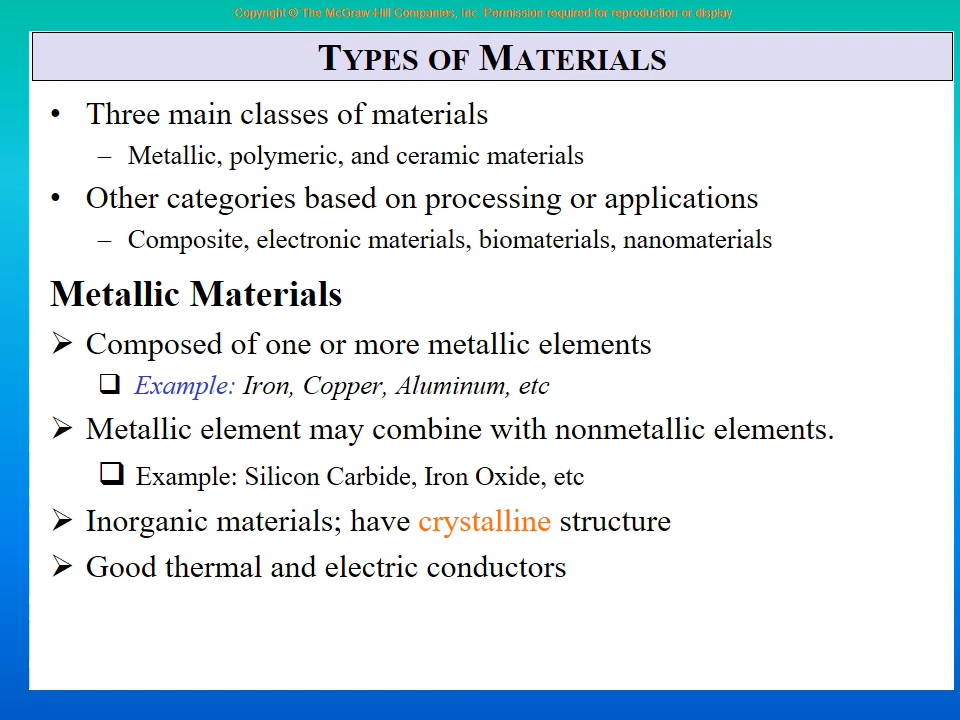 Copyright © The McGraw-Hill Companies, Inc. Permission required for reproduction or display
TYPES OF MATERIALS
• Three main classes of materials
– Metallic, polymeric, and ceramic materials
• Other categories based on processing or applications
– Composite, electronic materials, biomaterials, nanomaterials
Metallic Materials
➢ Composed of one or more metallic elements
❑ Example: Iron, Copper, Aluminum, etc
➢ Metallic element may combine with nonmetallic elements.
❑ Example: Silicon Carbide, Iron Oxide, etc
➢ Inorganic materials; have crystalline structure
➢ Good thermal and electric conductors